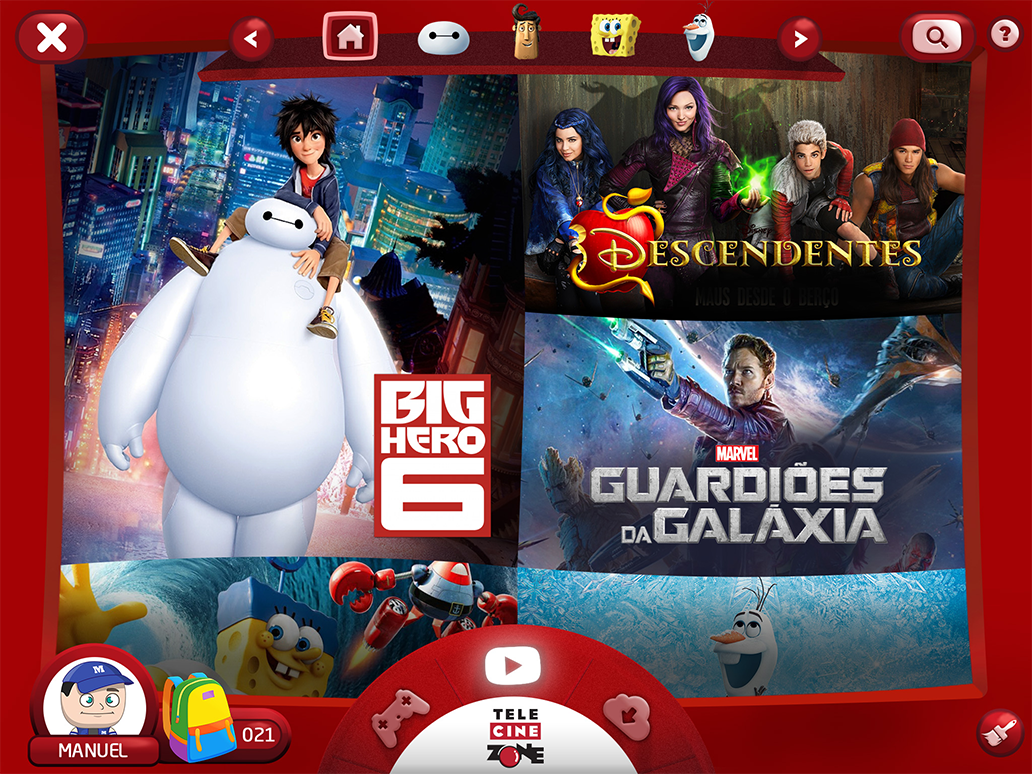 ?
DESCENDENTES
MAUS DESDE O BERÇO
BIG
HERO
6
MARVEL
GUARDIÕES
DA GALÁXIA
M
MANUEL
021
TELE
CINE
ZONE